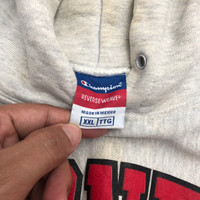 Champion
REVERSE WEAVE®
MADE IN MEXICO
XXL TTG